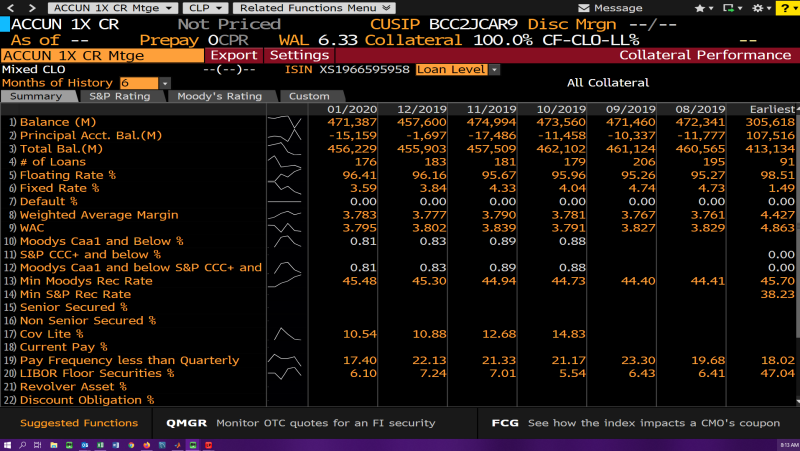 ACCUN 1X CR Mtge CLP Related Functions Menu Message
ACCUN 1X CR Not Priced CUSIP BCC2JCAR9 Disc Mrgn --/--
As of -- Prepay 0CPR WAL 6.33 Collateral 100.0% CF-CLO-LL% --
ACCUN 1X CR Mtge Export Settings Collateral Performance
Mixed CLO --(--)-- ISIN XS1966595958 Loan Level
Months of History 6 All Collateral
Summary S&P Rating Moody's Rating Custom
01/2020 12/2019 11/2019 10/2019 09/2019 08/2019 Earliest
1) Balance (M) 471,387 457,600 474,994 473,560 471,460 472,341 305,618
2) Principal Acct. Bal.(M) -15,159 -1,697 -17,486 -11,458 -10,337 -11,777 107,516
3) Total Bal.(M) 456,229 455,903 457,509 462,102 461,124 460,565 413,134
4) # of Loans 176 183 181 179 206 195 91
5) Floating Rate % 96.41 96.16 95.67 95.96 95.26 95.27 98.51
6) Fixed Rate % 3.59 3.84 4.33 4.04 4.74 4.73 1.49
7) Default % 0.00 0.00 0.00 0.00 0.00 0.00 0.00
8) Weighted Average Margin 3.783 3.777 3.790 3.781 3.767 3.761 4.427
9) WAC 3.795 3.802 3.839 3.791 3.827 3.829 4.863
10) Moodys Caa1 and Below % 0.81 0.83 0.89 0.88
11) S&P CCC+ and below % 0.00
12) Moodys Caa1 and below S&P CCC+ and 0.81 0.83 0.89 0.88 0.00
13) Min Moodys Rec Rate 45.48 45.30 44.94 44.73 44.40 44.41 45.70
14) Min S&P Rec Rate 38.23
15) Senior Secured %
16) Non Senior Secured %
17) Cov Lite % 10.54 10.88 12.68 14.83
18) Current Pay %
19) Pay Frequency less than Quarterly 17.40 22.13 21.33 21.17 23.30 19.68 18.02
20) LIBOR Floor Securities % 6.10 7.24 7.01 5.54 6.43 6.41 47.04
21) Revolver Asset %
22) Discount Obligation %
Suggested Functions QMGR Monitor OTC quotes for an FI security FCG See how the index impacts a CMO's coupon
8:13 AM